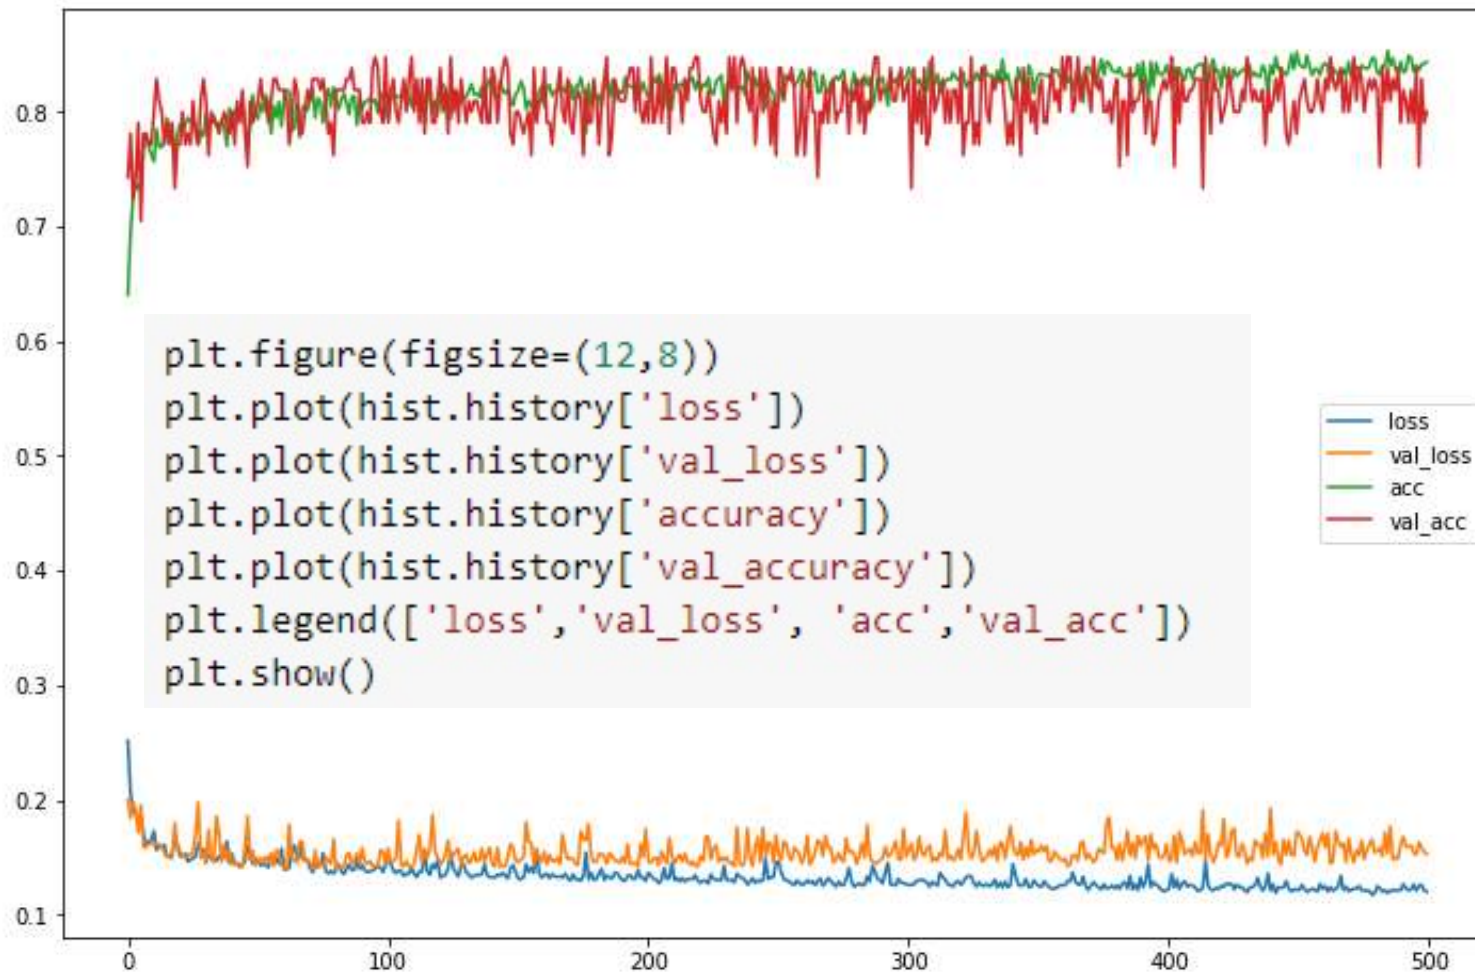 0.8
0.7
0.6
0.5
0.4
0.3
0.2
0.1
plt.figure(figsize=(12,8))
plt.plot(hist.history['loss'])
plt.plot(hist.history['val_loss'])
plt.plot(hist.history['accuracy'])
plt.plot(hist.history['val_accuracy'])
plt.legend(['loss','val_loss', 'acc','val_acc'])
plt.show()
loss
val_loss
acc
val_acc
0 100 200 300 400 500